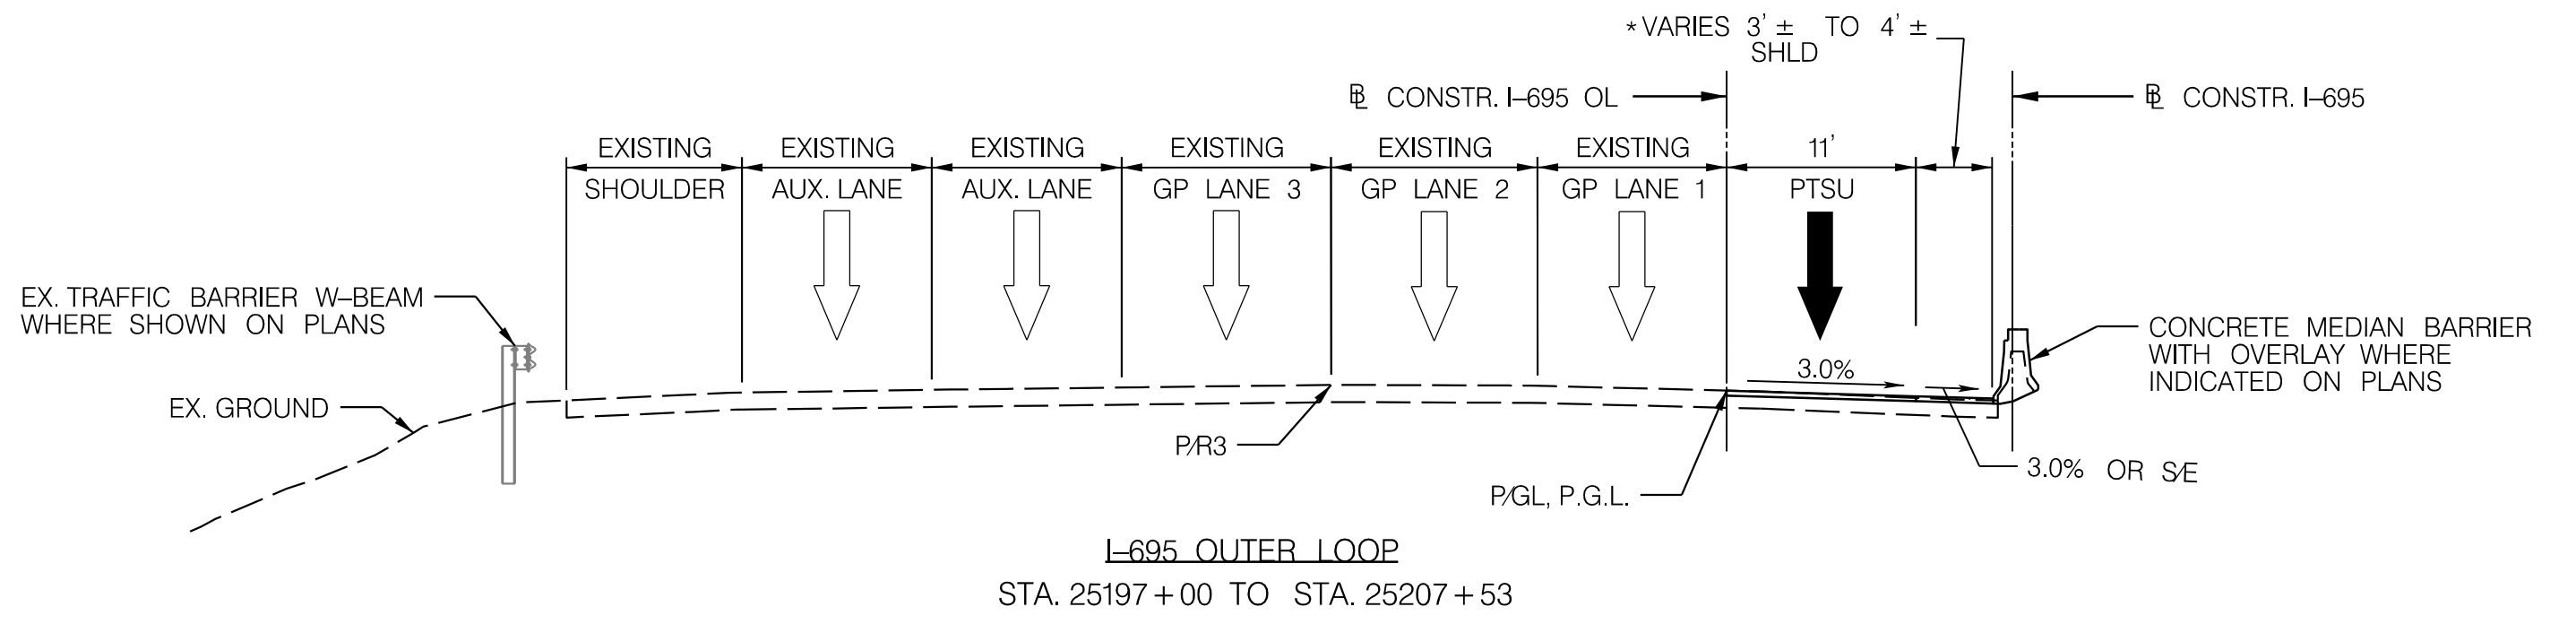 *VARIES 3' ± TO 4' ±
SHLD
℄ CONSTR. I-695 OL
℄ CONSTR. I-695
EXISTING
SHOULDER
EXISTING
AUX. LANE
EXISTING
AUX. LANE
EXISTING
GP LANE 3
EXISTING
GP LANE 2
EXISTING
GP LANE 1
11'
PTSU
EX. TRAFFIC BARRIER W-BEAM
WHERE SHOWN ON PLANS
EX. GROUND
3.0%
CONCRETE MEDIAN BARRIER
WITH OVERLAY WHERE
INDICATED ON PLANS
P/R3
P/GL, P.G.L.
3.0% OR S/E
I-695 OUTER LOOP
STA. 25197+00 TO STA. 25207+53